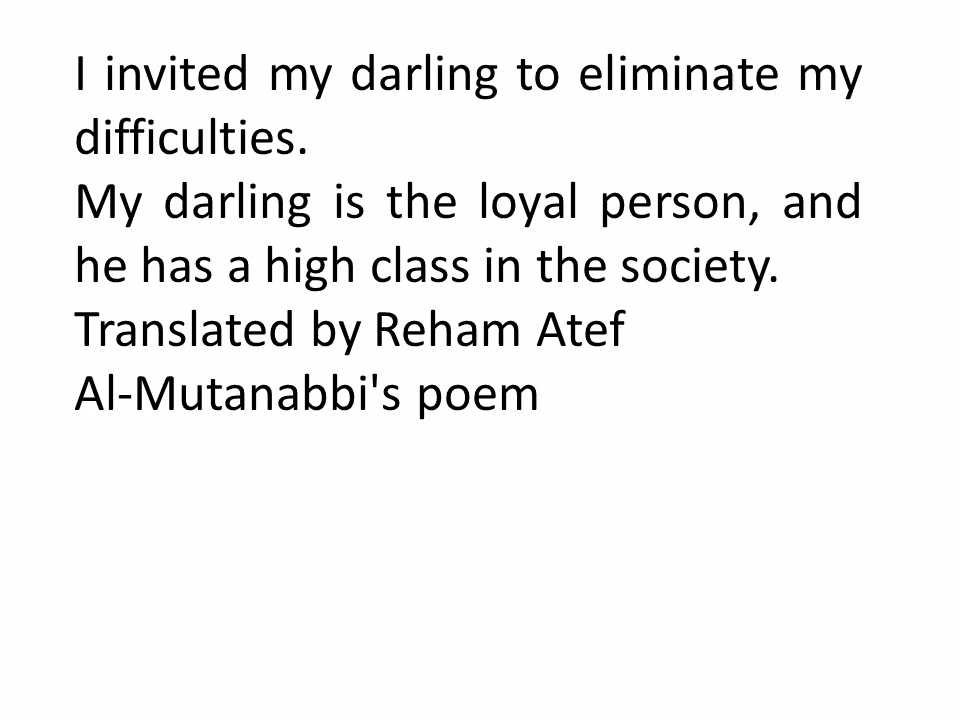 I invited my darling to eliminate my
difficulties.
My darling is the loyal person, and
he has a high class in the society.
Translated by Reham Atef
Al-Mutanabbi's poem